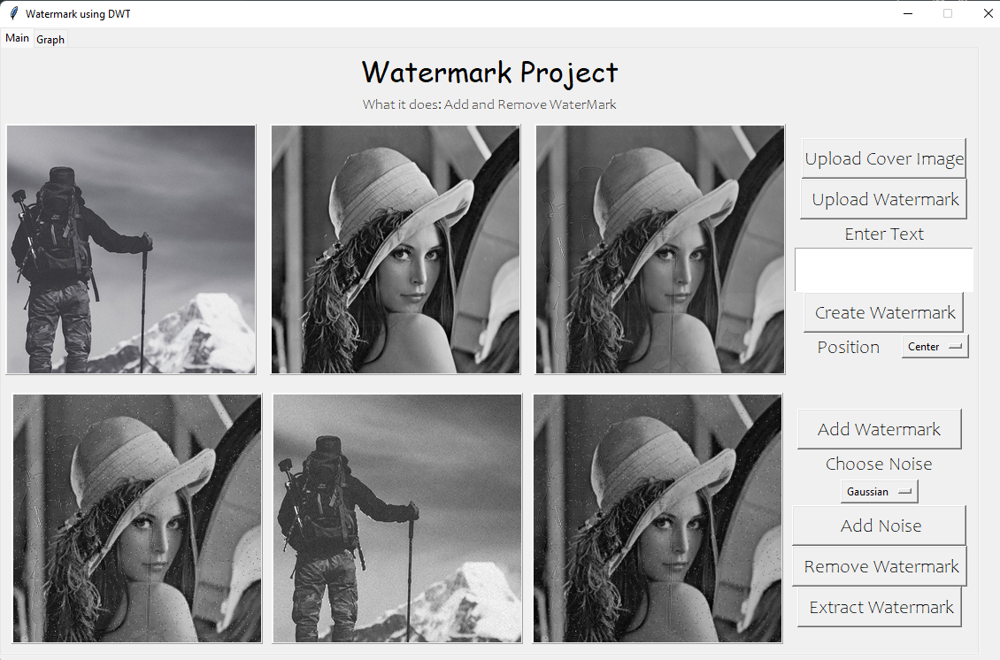 Watermark using DWT
Main
Graph
Watermark Project
What it does: Add and Remove WaterMark
Upload Cover Image
Upload Watermark
Enter Text
Create Watermark
Position
Center
Add Watermark
Choose Noise
Gaussian
Add Noise
Remove Watermark
Extract Watermark